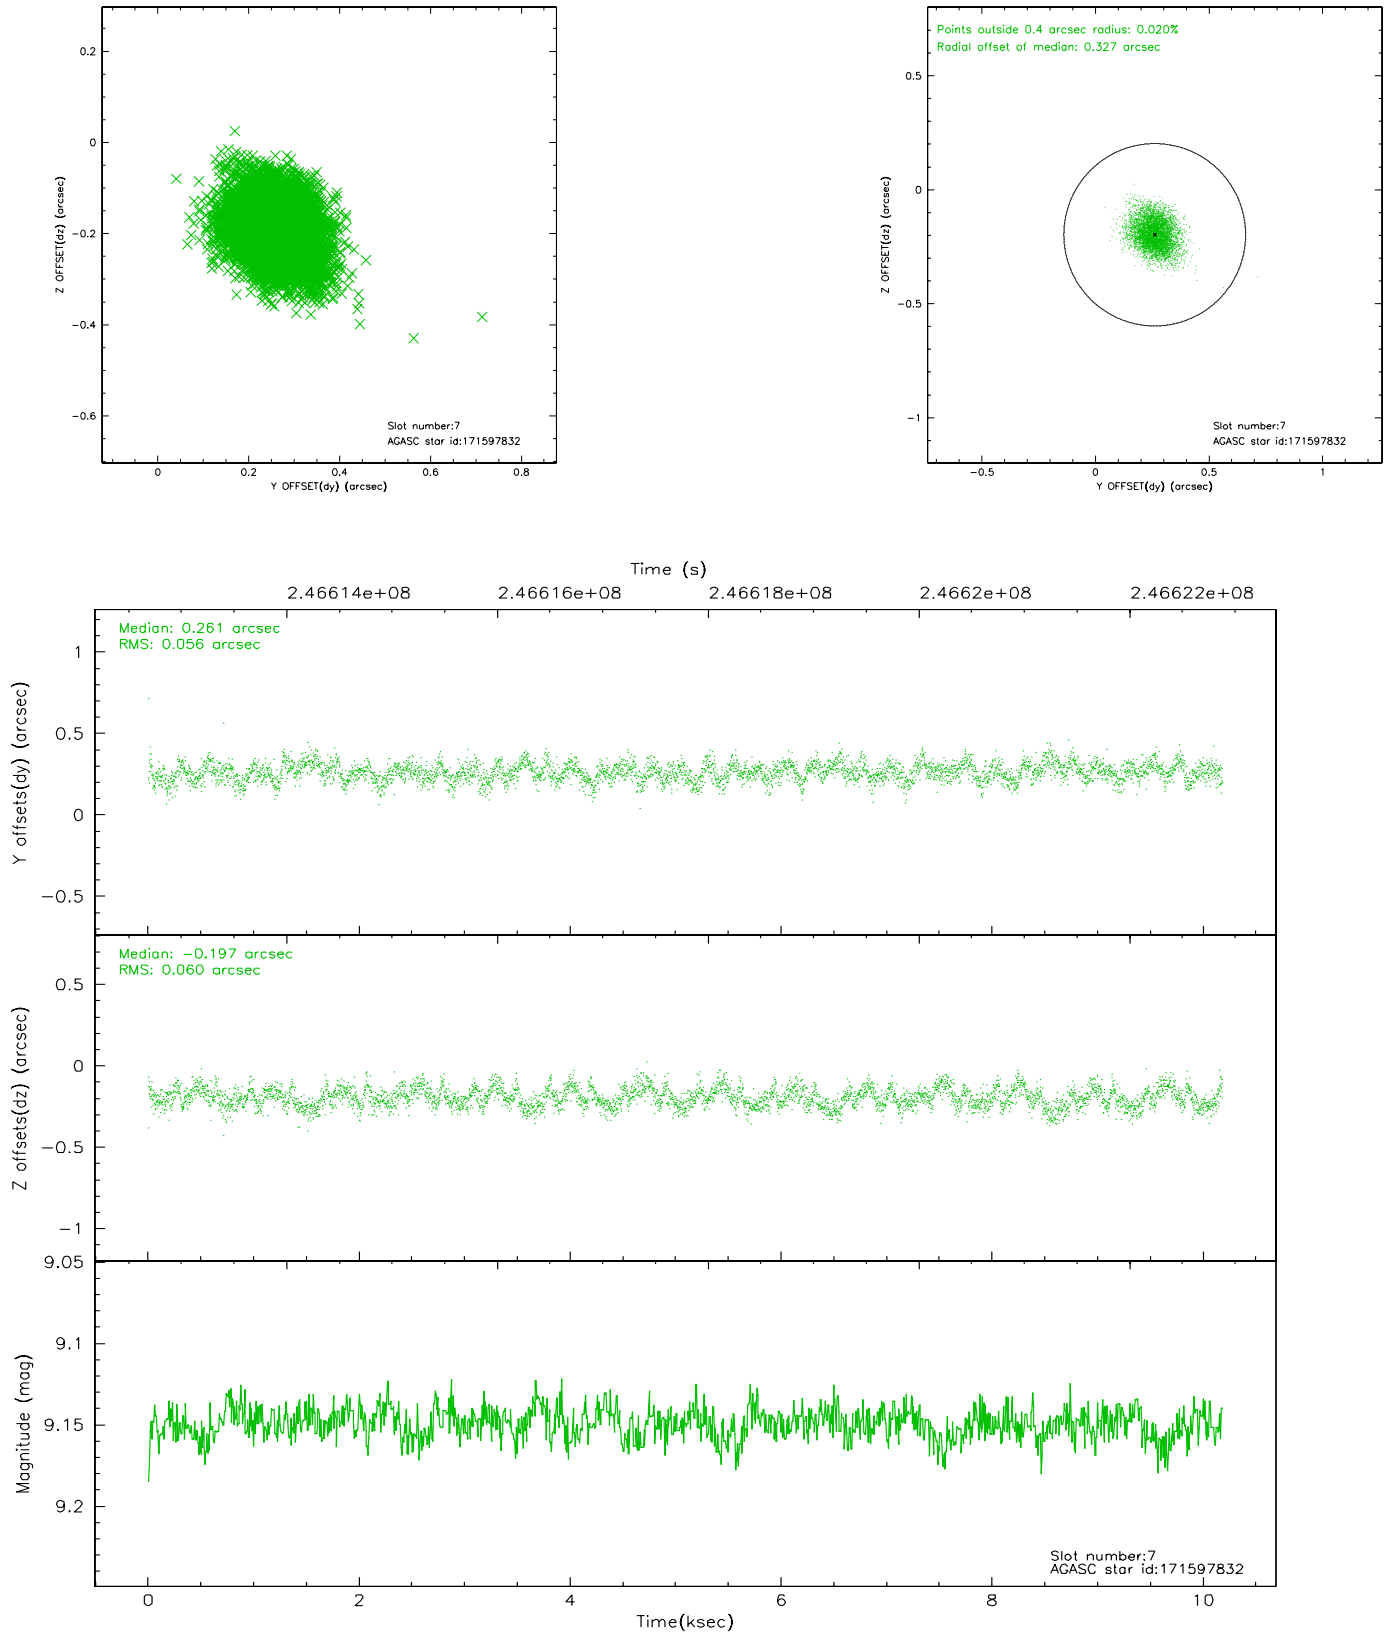 0.2
0
−0.2
−0.4
−0.6
Z OFFSET(dz) (arcsec)
Slot number:7
AGASC star id:171597832
0 0.2 0.4 0.6 0.8
Y OFFSET(dy) (arcsec)
Points outside 0.4 arcsec radius: 0.020%
Radial offset of median: 0.327 arcsec
0.5
0
−0.5
−1
Z OFFSET(dz) (arcsec)
Slot number:7
AGASC star id:171597832
−0.5 0 0.5 1
Y OFFSET(dy) (arcsec)
Time (s)
2.46614e+08 2.46616e+08 2.46618e+08 2.4662e+08 2.46622e+08
Median: 0.261 arcsec
RMS: 0.056 arcsec
1
0.5
0
−0.5
Y offsets(dy) (arcsec)
Median: −0.197 arcsec
RMS: 0.060 arcsec
0.5
0
−0.5
−1
Z offsets(dz) (arcsec)
9.05
9.1
9.15
9.2
Magnitude (mag)
Slot number:7
AGASC star id:171597832
0 2 4 6 8 10
Time(ksec)